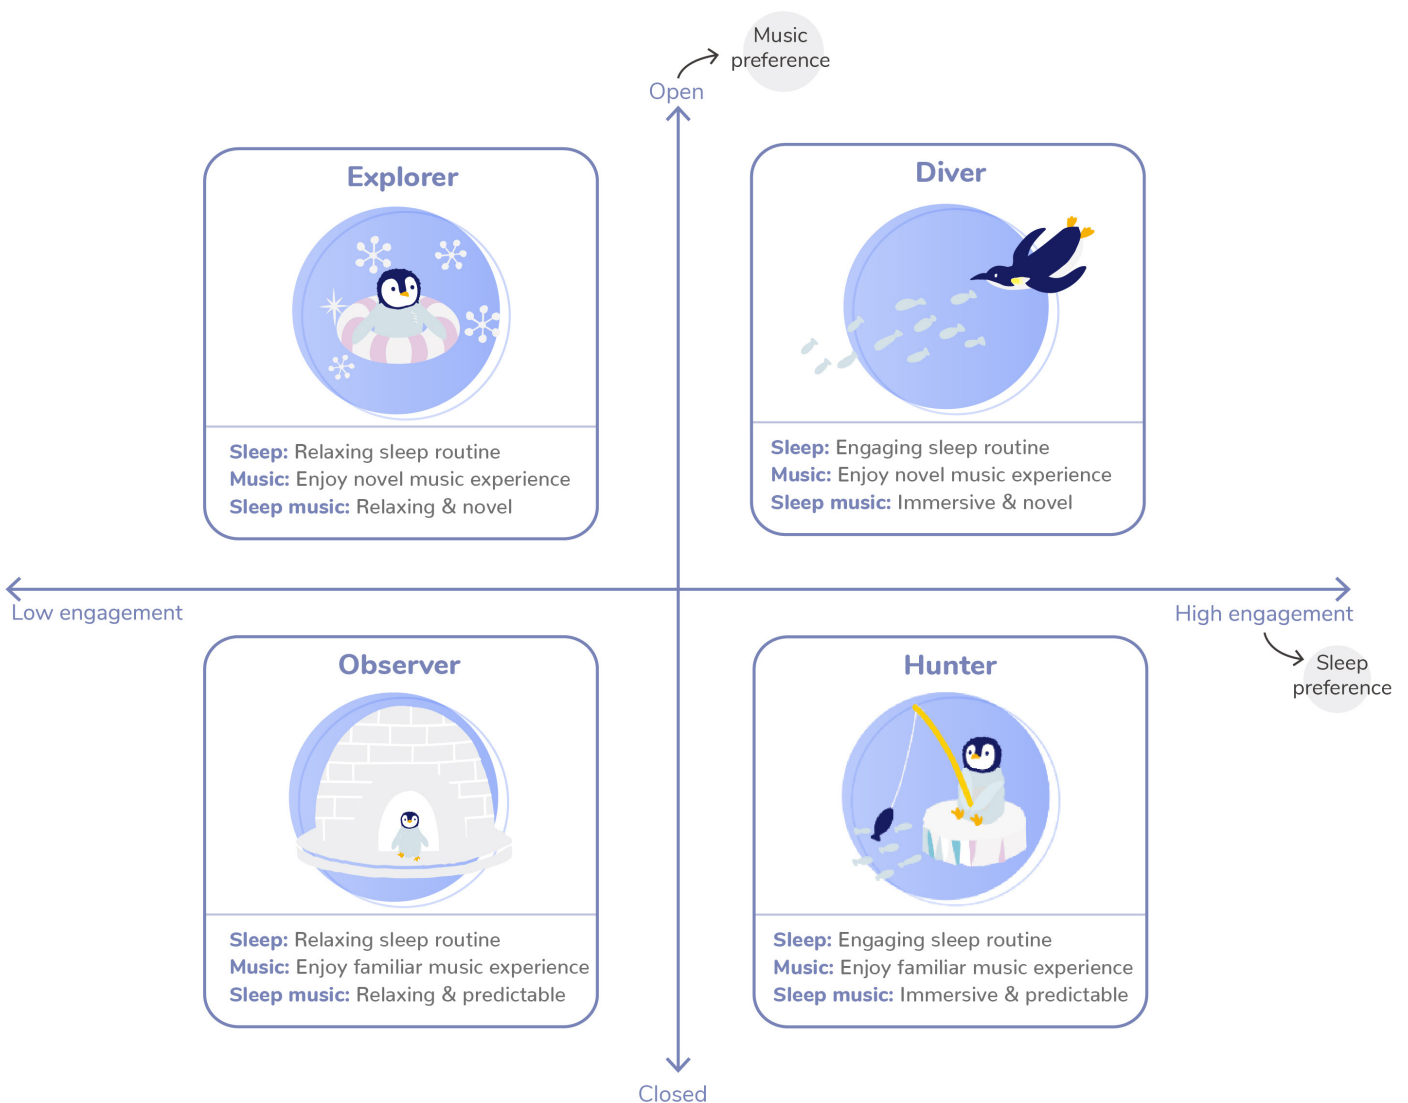 Music
preference
Open
Explorer
Sleep: Relaxing sleep routine
Music: Enjoy novel music experience
Sleep music: Relaxing & novel
Diver
Sleep: Engaging sleep routine
Music: Enjoy novel music experience
Sleep music: Immersive & novel
Low engagement
High engagement
Sleep
preference
Observer
Sleep: Relaxing sleep routine
Music: Enjoy familiar music experience
Sleep music: Relaxing & predictable
Hunter
Sleep: Engaging sleep routine
Music: Enjoy familiar music experience
Sleep music: Immersive & predictable
Closed